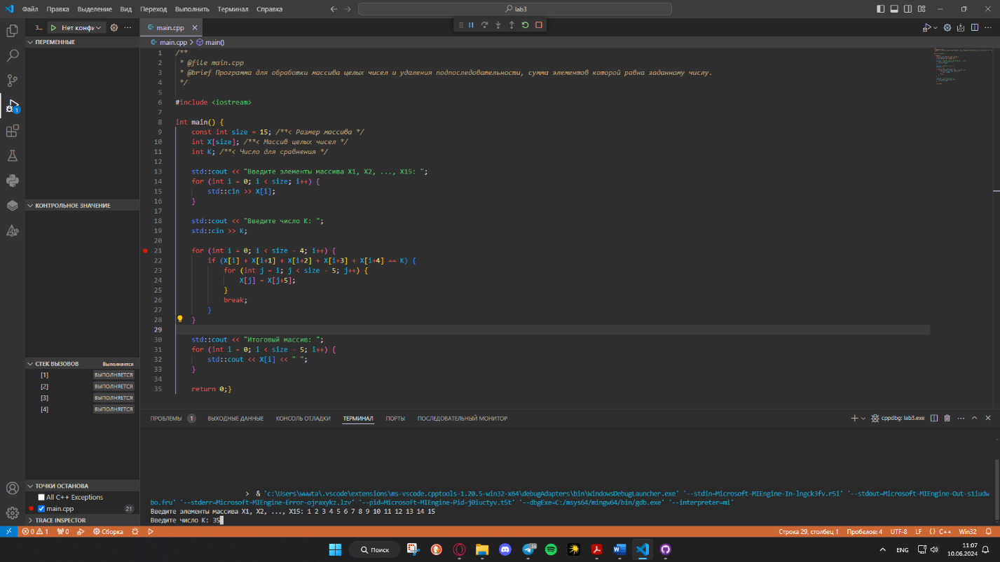 Файл Правка Выделение Вид Переход Выполнить Терминал Справка
lab3
3... Нет конфи
main.cpp
ПЕРЕМЕННЫЕ
main.cpp > main()
1 /**
2 * @file main.cpp
3 * @brief Программа для обработки массива целых чисел и удаления подпоследовательности, сумма элементов которой равна заданному числу.
4 */
5
6 #include <iostream>
7
8 int main() {
9 const int size = 15; /**< Размер массива */
10 int X[size]; /**< Массив целых чисел */
11 int K; /**< Число для сравнения */
12
13 std::cout << "Введите элементы массива X1, X2, ..., X15: ";
14 for (int i = 0; i < size; i++) {
15 std::cin >> X[i];
16 }
17
18 std::cout << "Введите число K: ";
19 std::cin >> K;
20
21 for (int i = 0; i < size - 4; i++) {
22 if (X[i] + X[i+1] + X[i+2] + X[i+3] + X[i+4] == K) {
23 for (int j = i; j < size - 5; j++) {
24 X[j] = X[j+5];
25 }
26 break;
27 }
28 }
29
30 std::cout << "Итоговый массив: ";
31 for (int i = 0; i < size - 5; i++) {
32 std::cout << X[i] << " ";
33 }
34
35 return 0;}
1
КОНТРОЛЬНОЕ ЗНАЧЕНИЕ
СТЕК ВЫЗОВОВ Выполняется
[1] ВЫПОЛНЯЕТСЯ
[2] ВЫПОЛНЯЕТСЯ
[3] ВЫПОЛНЯЕТСЯ
[4] ВЫПОЛНЯЕТСЯ
ТОЧКИ ОСТАНОВА
All C++ Exceptions
main.cpp 21
TRACE INSPECTOR
ПРОБЛЕМЫ 1 ВЫХОДНЫЕ ДАННЫЕ КОНСОЛЬ ОТЛАДКИ ТЕРМИНАЛ ПОРТЫ ПОСЛЕДОВАТЕЛЬНЫЙ МОНИТОР
cppdbg: lab3.exe
> & 'c:\Users\wwwta\.vscode\extensions\ms-vscode.cpptools-1.20.5-win32-x64\debugAdapters\bin\WindowsDebugLauncher.exe' '--stdin=Microsoft-MIEngine-In-lngck3fv.r5i' '--stdout=Microsoft-MIEngine-Out-s1iudw
bo.fru' '--stderr=Microsoft-MIEngine-Error-ojraxykz.lzv' '--pid=Microsoft-MIEngine-Pid-j0iuctyv.t5t' '--dbgExe=C:/msys64/mingw64/bin/gdb.exe' '--interpreter=mi'
Введите элементы массива X1, X2, ..., X15: 1 2 3 4 5 6 7 8 9 10 11 12 13 14 15
Введите число K: 35
0 1 0 Сборка
Строка 29, столбец 1 Пробелов: 4 UTF-8 LF {} C++ Win32
Поиск
ENG
11:07
10.06.2024